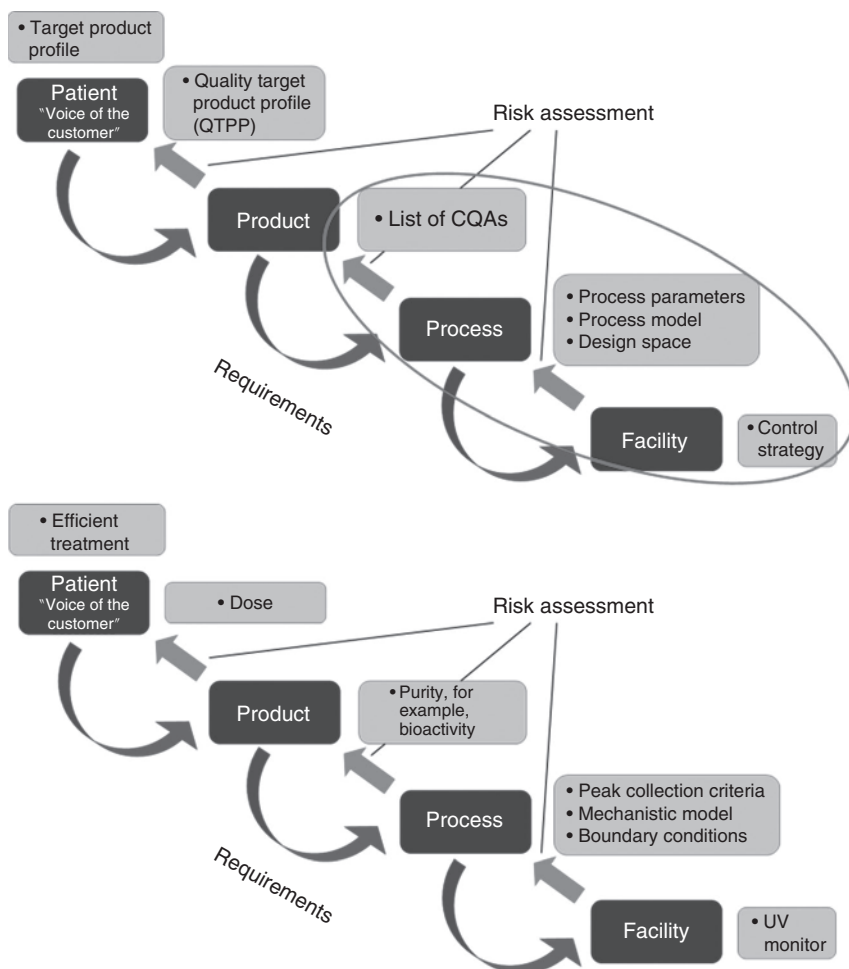 • Target product
profile
Patient
"Voice of the
customer"
• Quality target
product profile
(QTPP)
Risk assessment
Product
• List of CQAs
Process
• Process parameters
• Process model
• Design space
Requirements
Facility
• Control
strategy
• Efficient
treatment
Patient
"Voice of the
customer"
• Dose
Risk assessment
Product
• Purity, for
example,
bioactivity
Process
• Peak collection criteria
• Mechanistic model
• Boundary conditions
Requirements
Facility
• UV
monitor